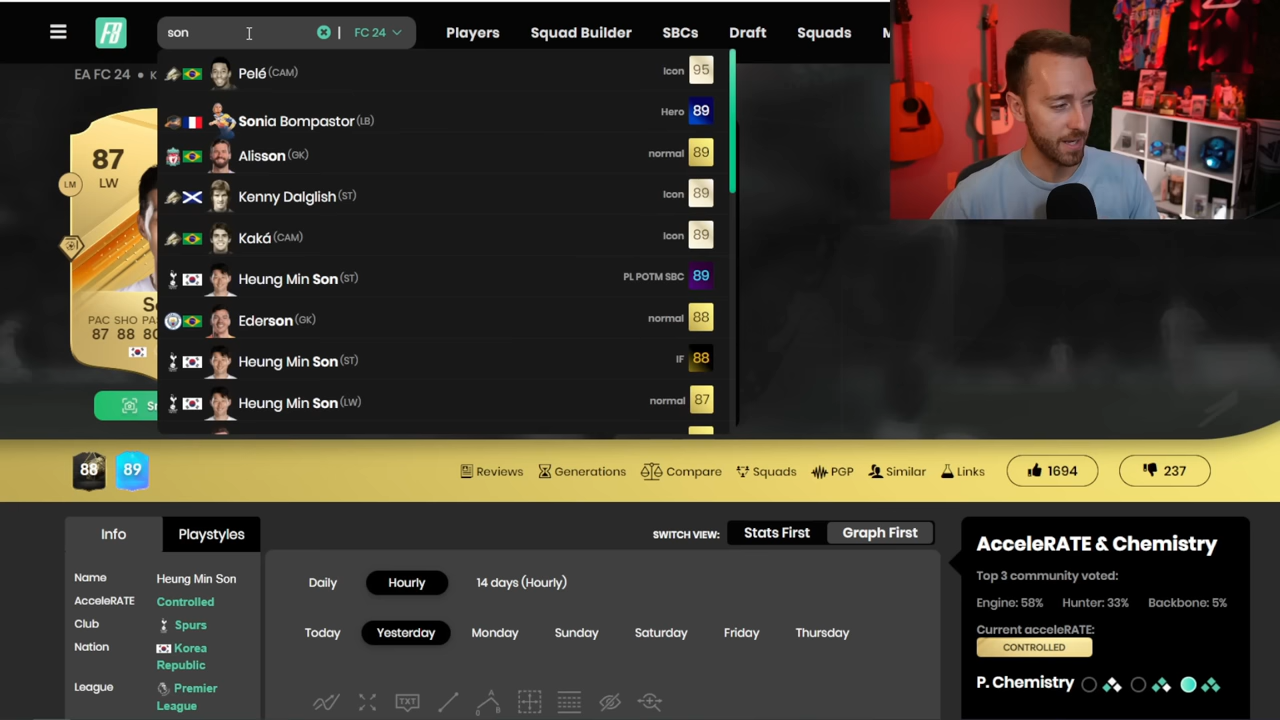 FB
son
FC 24
Players
Squad Builder
SBCs
Draft
Squads
EA FC 24 • K
Pelé (CAM) Icon 95
Sonia Bompastor (LB) Hero 89
Alisson (GK) normal 89
Kenny Dalglish (ST) Icon 89
Kaká (CAM) Icon 89
Heung Min Son (ST) PL POTM SBC 89
Ederson (GK) normal 88
Heung Min Son (ST) IF 88
Heung Min Son (LW) normal 87
87
LW
LM
PAC SHO
87 88
88 89
Reviews Generations Compare Squads PGP Similar Links 1694 237
Info Playstyles
SWITCH VIEW: Stats First Graph First
Name Heung Min Son
AcceleRATE Controlled
Club Spurs
Nation Korea
Republic
League Premier
League
Daily Hourly 14 days (Hourly)
Today Yesterday Monday Sunday Saturday Friday Thursday
TXT
AcceleRATE & Chemistry
Top 3 community voted:
Engine: 58% Hunter: 33% Backbone: 5%
Current acceleRATE:
CONTROLLED
P. Chemistry